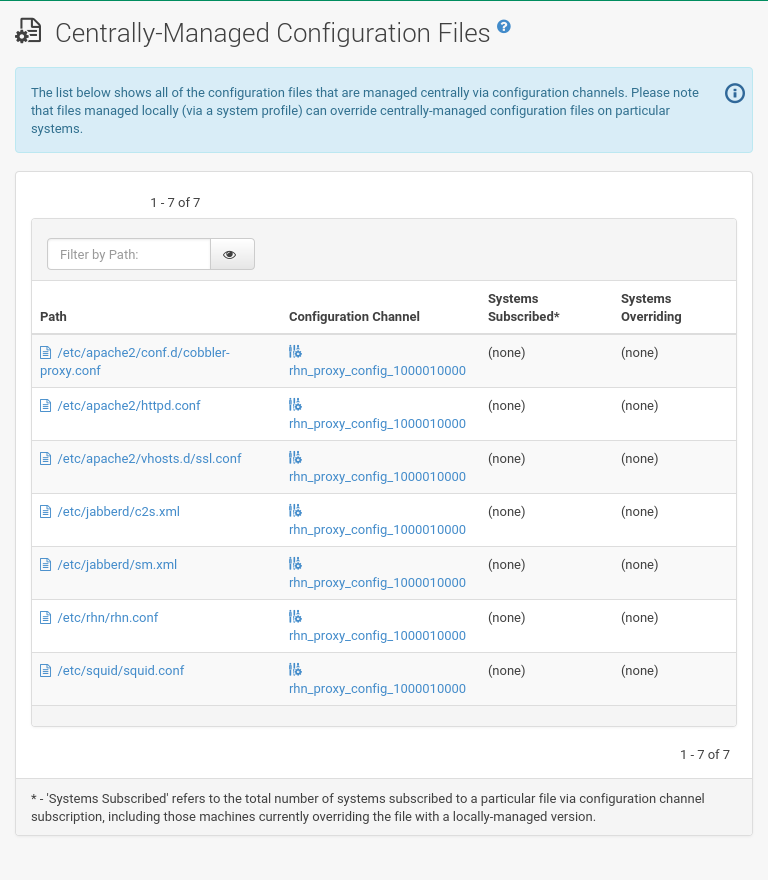 Centrally-Managed Configuration Files
The list below shows all of the configuration files that are managed centrally via configuration channels. Please note
that files managed locally (via a system profile) can override centrally-managed configuration files on particular
systems.
1 - 7 of 7
Filter by Path:
Path Configuration Channel Systems Subscribed* Systems Overriding
/etc/apache2/conf.d/cobbler-
proxy.conf rhn_proxy_config_1000010000 (none) (none)
/etc/apache2/httpd.conf rhn_proxy_config_1000010000 (none) (none)
/etc/apache2/vhosts.d/ssl.conf rhn_proxy_config_1000010000 (none) (none)
/etc/jabberd/c2s.xml rhn_proxy_config_1000010000 (none) (none)
/etc/jabberd/sm.xml rhn_proxy_config_1000010000 (none) (none)
/etc/rhn/rhn.conf rhn_proxy_config_1000010000 (none) (none)
/etc/squid/squid.conf rhn_proxy_config_1000010000 (none) (none)
1 - 7 of 7
* - 'Systems Subscribed' refers to the total number of systems subscribed to a particular file via configuration channel
subscription, including those machines currently overriding the file with a locally-managed version.